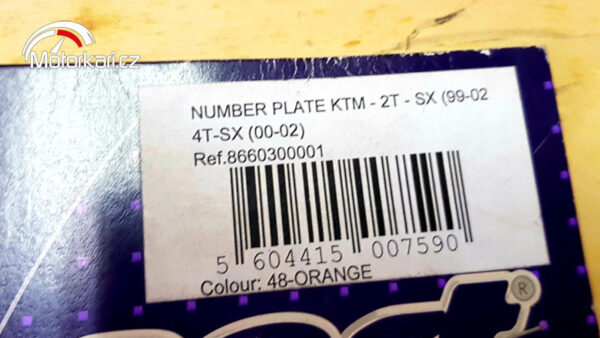 Motorkari.cz
NUMBER PLATE KTM - 2T - SX (99-02
4T-SX (00-02)
Ref.8660300001
5 604415 007590
Colour: 48-ORANGE
®